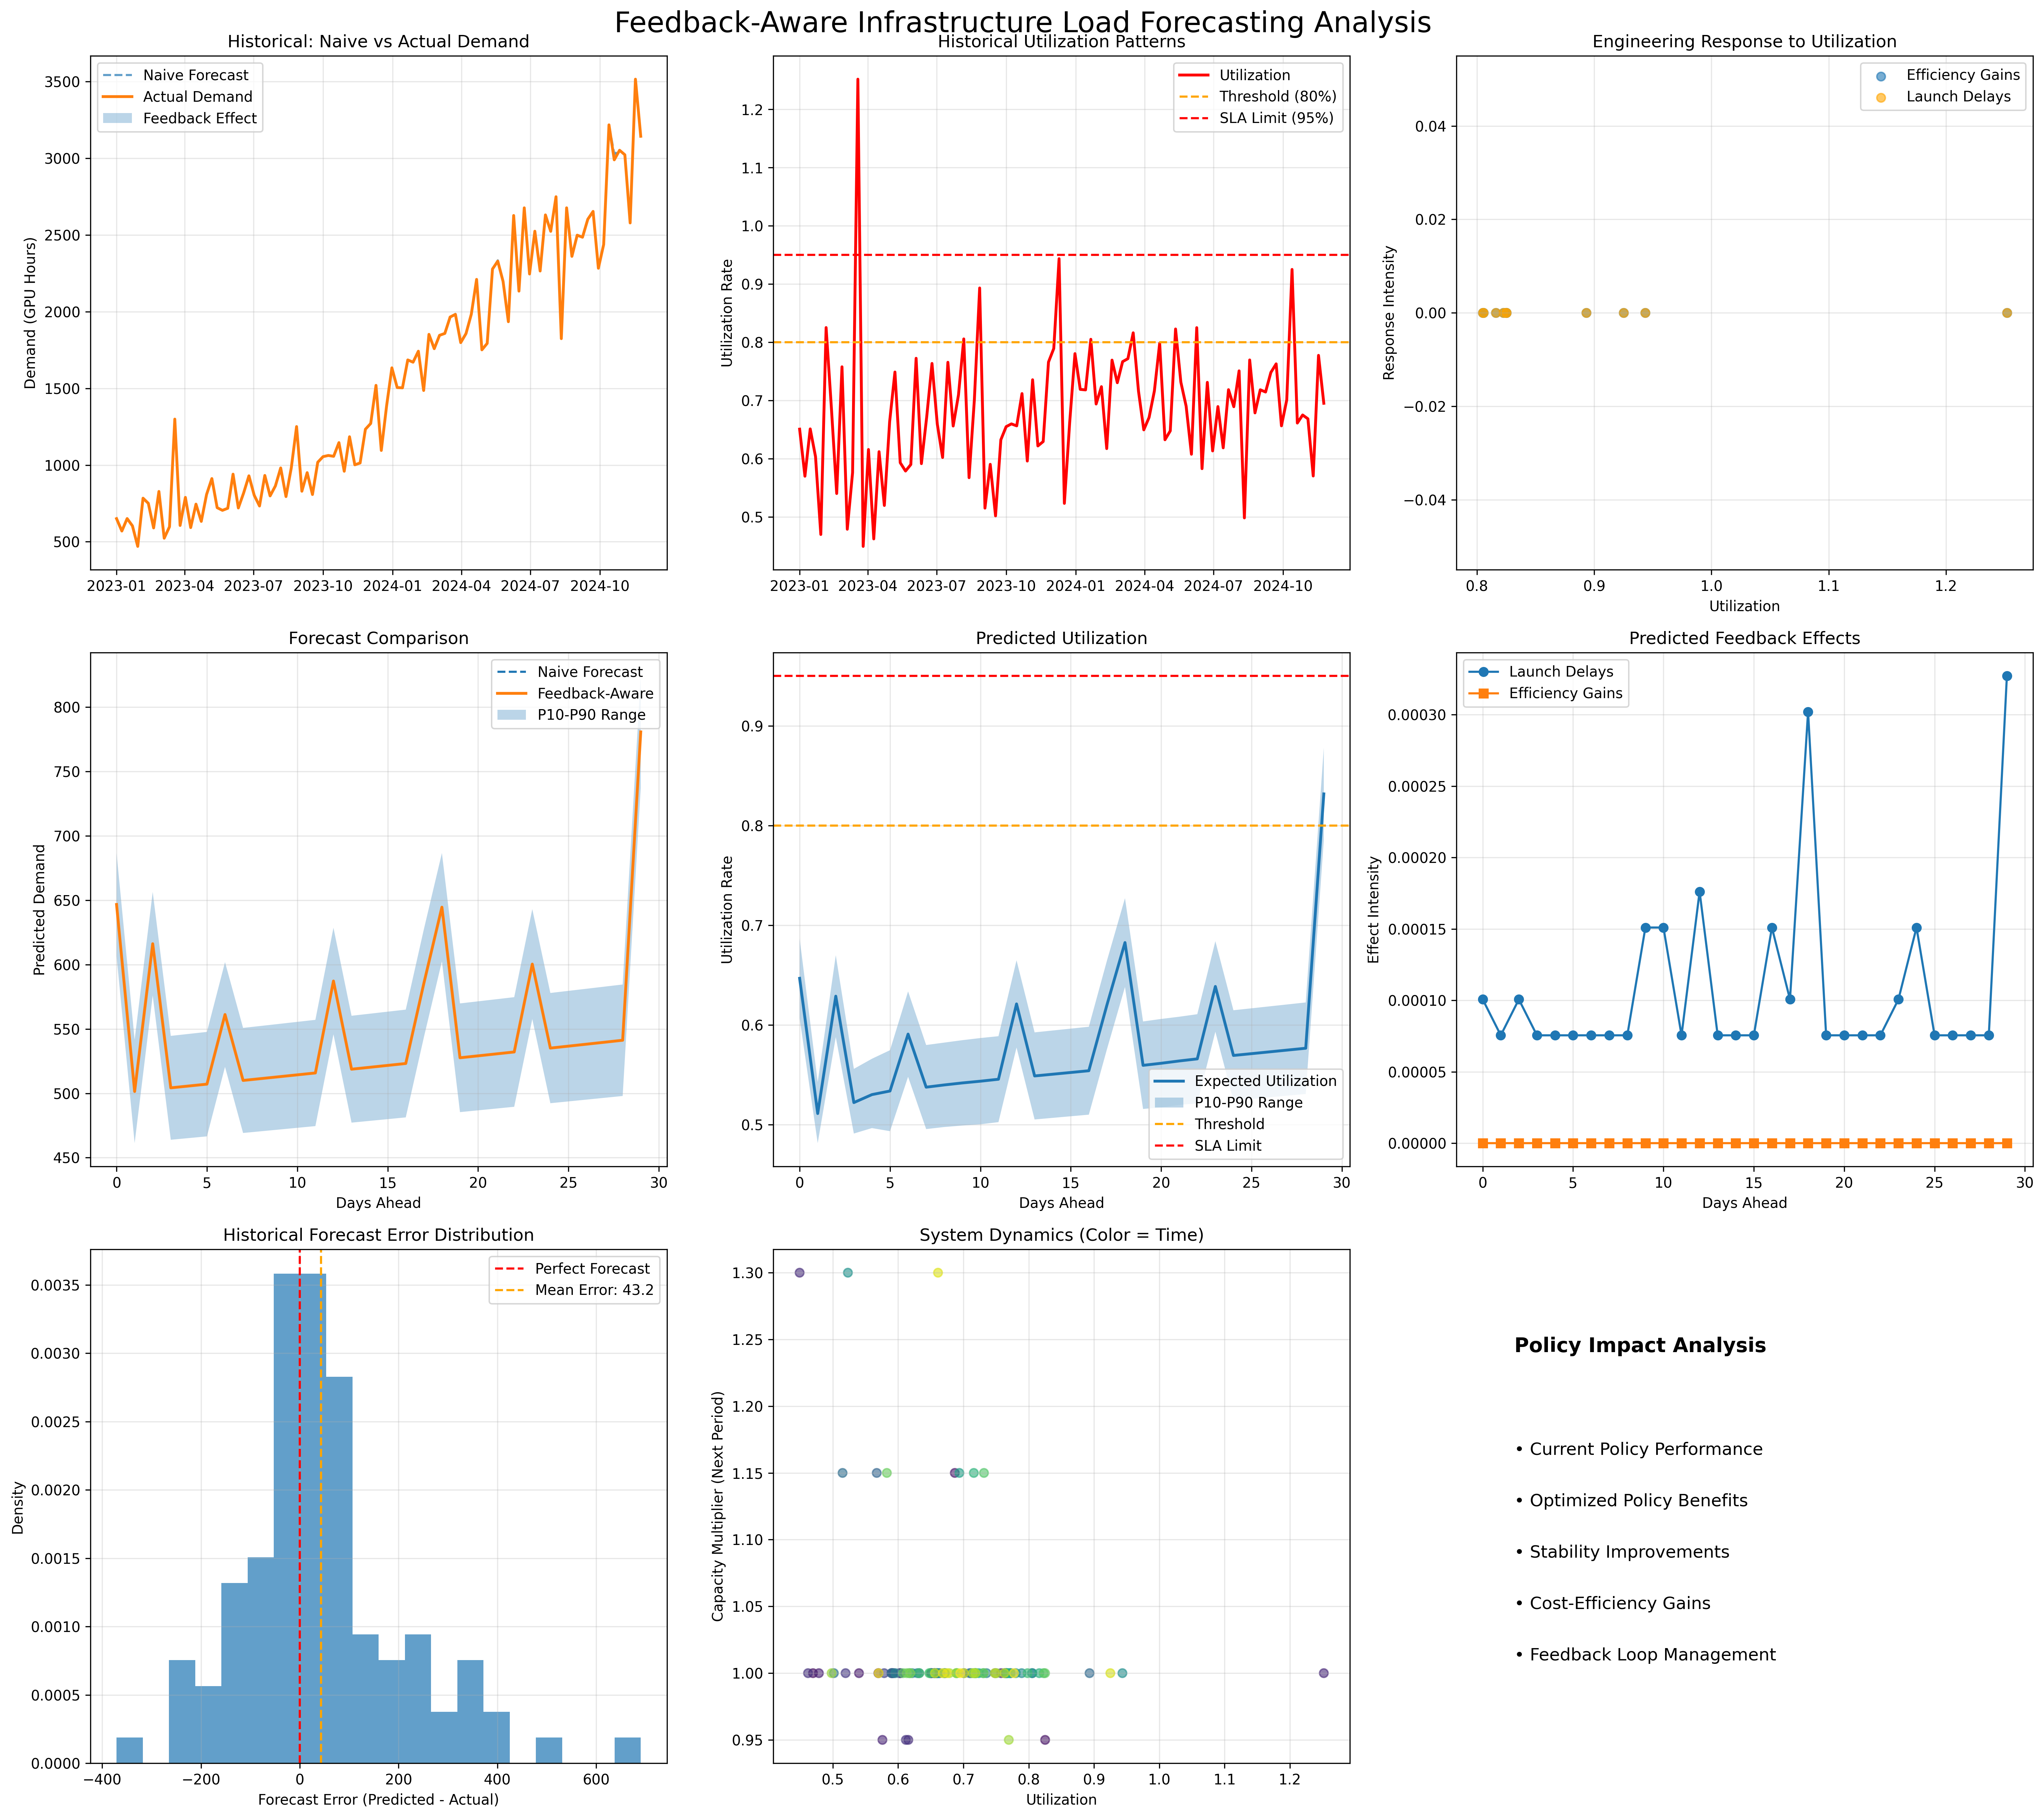 Feedback-Aware Infrastructure Load Forecasting Analysis
Historical: Naive vs Actual Demand
Naive Forecast
Actual Demand
Feedback Effect
Demand (GPU Hours)
3500
3000
2500
2000
1500
1000
500
2023-01 2023-04 2023-07 2023-10 2024-01 2024-04 2024-07 2024-10
Historical Utilization Patterns
Utilization
Threshold (80%)
SLA Limit (95%)
Utilization Rate
1.2
1.1
1.0
0.9
0.8
0.7
0.6
0.5
2023-01 2023-04 2023-07 2023-10 2024-01 2024-04 2024-07 2024-10
Engineering Response to Utilization
Efficiency Gains
Launch Delays
Response Intensity
0.04
0.02
0.00
−0.02
−0.04
0.8 0.9 1.0 1.1 1.2
Utilization
Forecast Comparison
Naive Forecast
Feedback-Aware
P10-P90 Range
Predicted Demand
800
750
700
650
600
550
500
450
0 5 10 15 20 25 30
Days Ahead
Predicted Utilization
Utilization Rate
0.9
0.8
0.7
0.6
0.5
Expected Utilization
P10-P90 Range
Threshold
SLA Limit
0 5 10 15 20 25 30
Days Ahead
Predicted Feedback Effects
Launch Delays
Efficiency Gains
Effect Intensity
0.00030
0.00025
0.00020
0.00015
0.00010
0.00005
0.00000
0 5 10 15 20 25 30
Days Ahead
Historical Forecast Error Distribution
Perfect Forecast
Mean Error: 43.2
Density
0.0035
0.0030
0.0025
0.0020
0.0015
0.0010
0.0005
0.0000
−400 −200 0 200 400 600
Forecast Error (Predicted - Actual)
System Dynamics (Color = Time)
Capacity Multiplier (Next Period)
1.30
1.25
1.20
1.15
1.10
1.05
1.00
0.95
0.5 0.6 0.7 0.8 0.9 1.0 1.1 1.2
Utilization
Policy Impact Analysis
• Current Policy Performance
• Optimized Policy Benefits
• Stability Improvements
• Cost-Efficiency Gains
• Feedback Loop Management